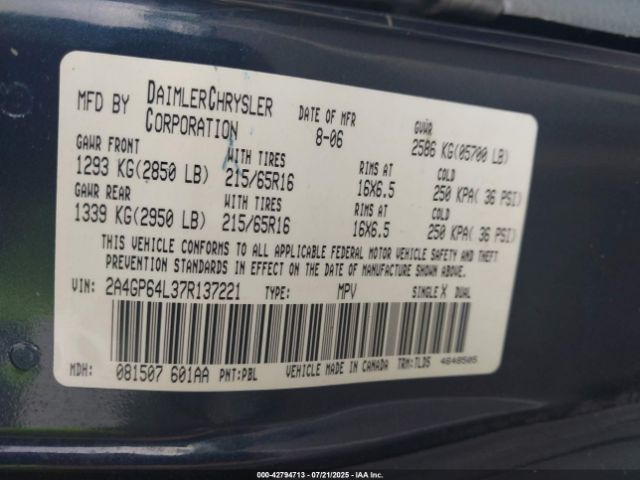 MFD BY DAIMLERCHRYSLER CORPORATION DATE OF MFR 8-06 GVWR 2586 KG(05700 LB)
GAWR FRONT WITH TIRES RIMS AT COLD
1293 KG(2850 LB) 215/65R16 16X6.5 250 KPA( 36 PSI)
GAWR REAR WITH TIRES RIMS AT COLD
1339 KG(2950 LB) 215/65R16 16X6.5 250 KPA( 36 PSI)
THIS VEHICLE CONFORMS TO ALL APPLICABLE FEDERAL MOTOR VEHICLE SAFETY AND THEFT
PREVENTION STANDARDS IN EFFECT ON THE DATE OF MANUFACTURE SHOWN ABOVE.
VIN: 2A4GP64L37R137221 TYPE: MPV SINGLE X DUAL
MDH: 081507 601AA PNT:PBL VEHICLE MADE IN CANADA TRM:TLD5 4648505
000-42794713 - 07/21/2025 - IAA Inc.